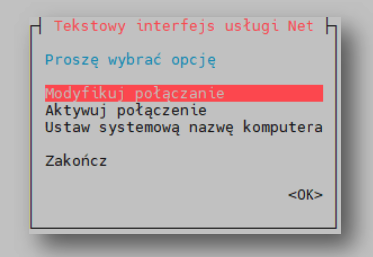 Tekstowy interfejs usługi Net
Proszę wybrać opcję
Modyfikuj połączanie
Aktywuj połączenie
Ustaw systemową nazwę komputera
Zakończ
<OK>